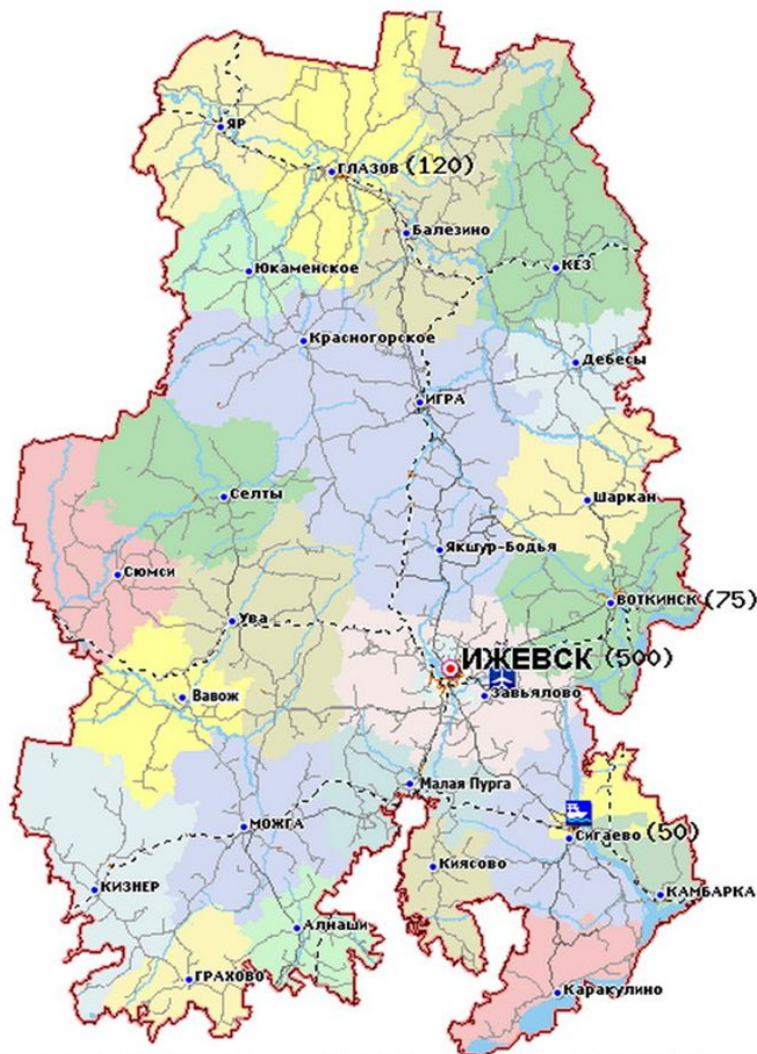 ЯР
ГЛАЗОВ (120)
Балезино
Юкаменское
КЕЗ
Красногорское
Дебесы
ИГРА
Селты
Шаркан
Якшур-Бодья
Сюмси
ВОТКИНСК (75)
Ува
ИЖЕВСК (500)
Завьялово
Вавож
Малая Пурга
МОЖГА
Сигаево (50)
Киясово
КИЗНЕР
КАМБАРКА
Алнаши
ГРАХОВО
Каракулино